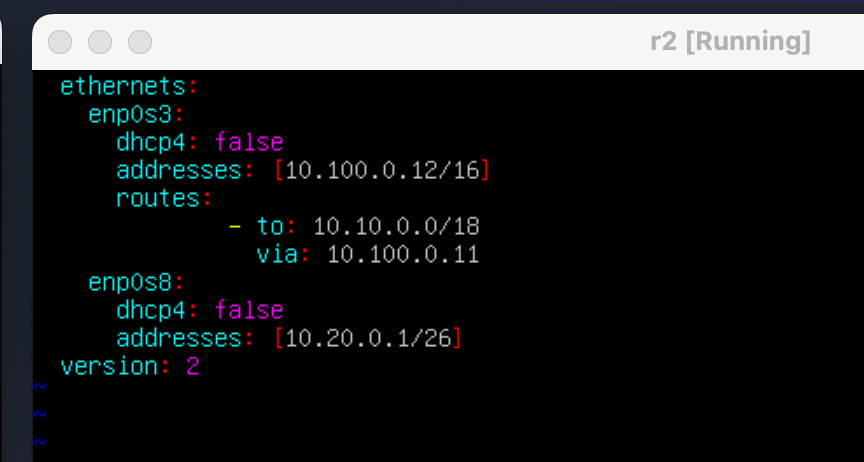 r2 [Running]
ethernets:
enp0s3:
dhcp4: false
addresses: [10.100.0.12/16]
routes:
- to: 10.10.0.0/18
via: 10.100.0.11
enp0s8:
dhcp4: false
addresses: [10.20.0.1/26]
version: 2
~
~
~